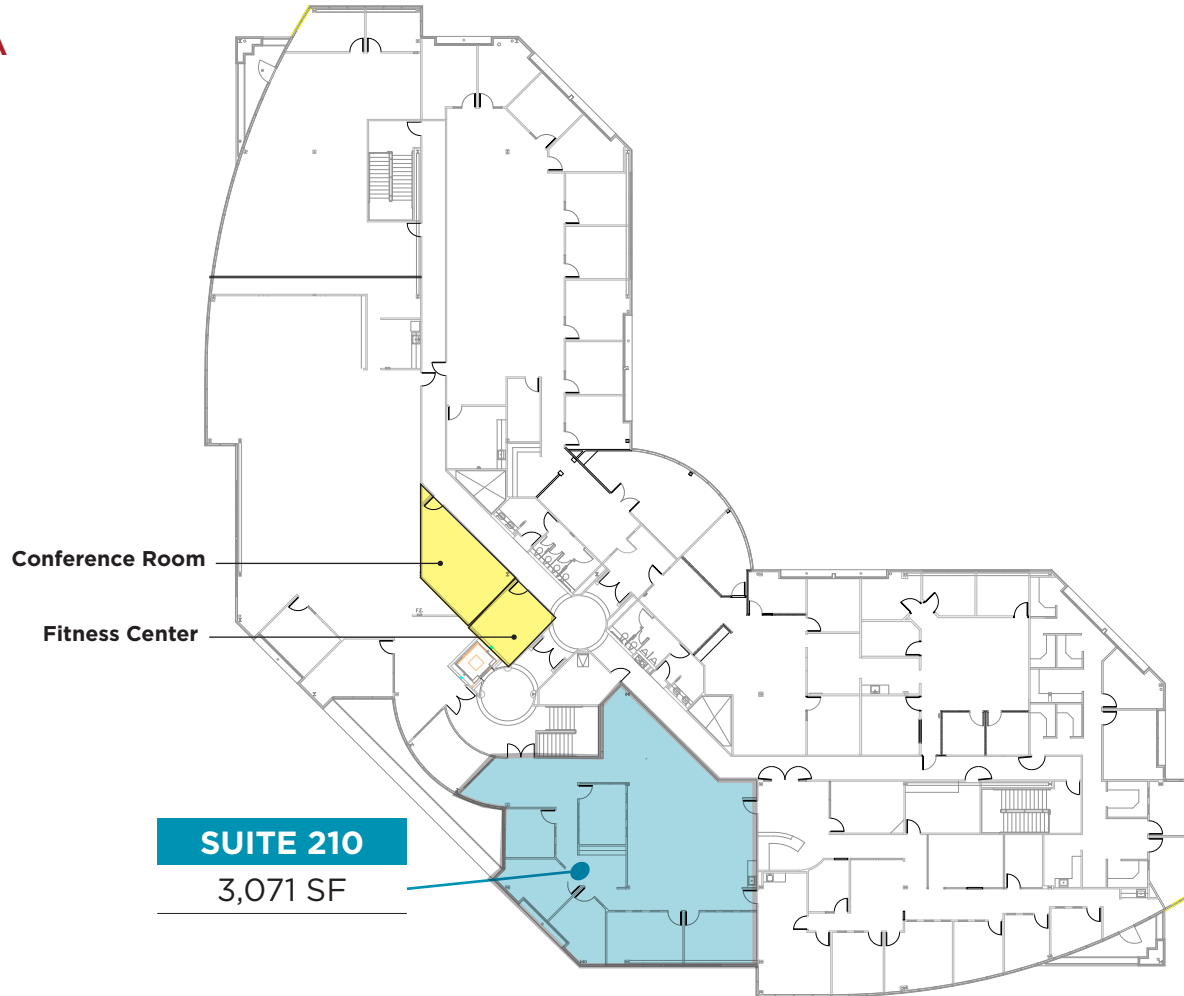 A
Conference Room
F.E.
Fitness Center
SUITE 210
3,071 SF